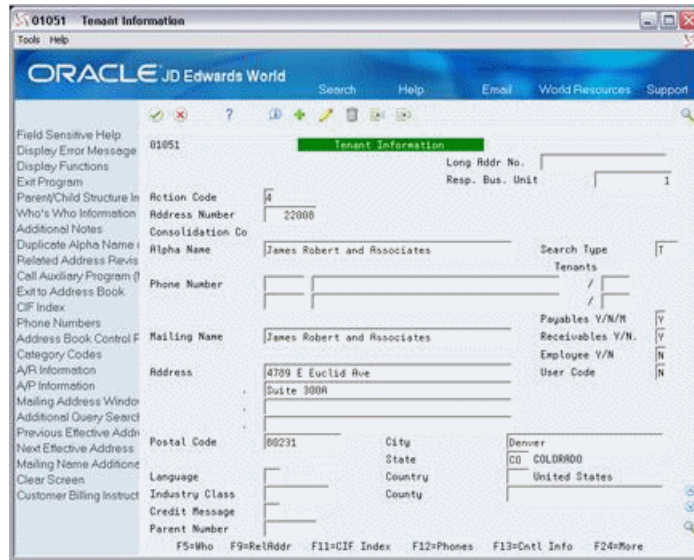 01051 Tenant Information
Tools Help
ORACLE JD Edwards World
Search Help Email World Resources Support
Field Sensitive Help
Display Error Message
Display Functions
Exit Program
Parent/Child Structure In
Who's Who Information
Additional Notes
Duplicate Alpha Name
Related Address Revis
Call Auxiliary Program
Exit to Address Book
CIF Index
Phone Numbers
Address Book Control F
Category Codes
A/R Information
A/P Information
Mailing Address Window
Additional Query Search
Previous Effective Addr
Next Effective Address
Mailing Name Additiona
Clear Screen
Customer Billing Instruct
01051 Tenant Information
Long Addr No.
Resp. Bus. Unit 1
Action Code 4
Address Number 22008
Consolidation Co
Alpha Name James Robert and Associates Search Type T
Tenants
Phone Number /
/
Payables Y/N/M Y
Mailing Name James Robert and Associates Receivables Y/N. Y
Employee Y/N N
Address 4789 E Euclid Ave User Code N
. Suite 300A
.
.
Postal Code 80231 City Denver
State CO COLORADO
Language Country United States
Industry Class County
Credit Message
Parent Number
F5=Who F9=RelAddr F11=CIF Index F12=Phones F13=Cntl Info F24=More